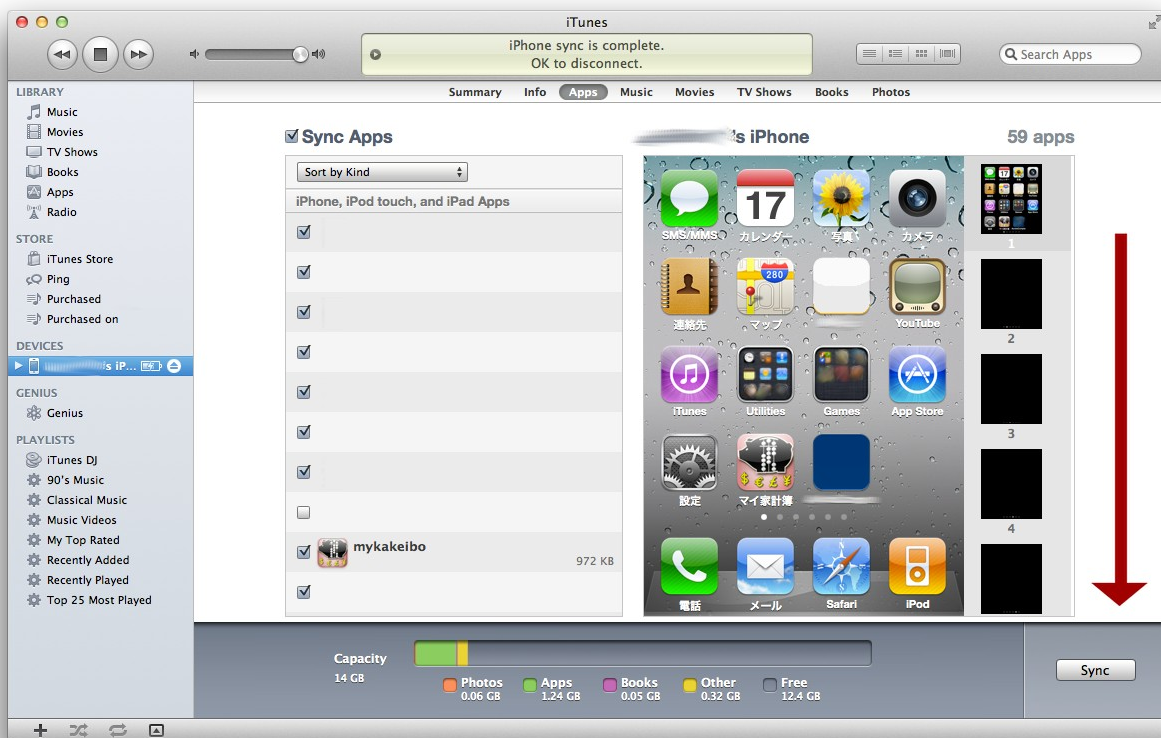 iTunes
iPhone sync is complete.
OK to disconnect.
Search Apps
LIBRARY
Music
Movies
TV Shows
Books
Apps
Radio
STORE
iTunes Store
Ping
Purchased
Purchased on
DEVICES
's iP...
GENIUS
Genius
PLAYLISTS
iTunes DJ
90's Music
Classical Music
Music Videos
My Top Rated
Recently Added
Recently Played
Top 25 Most Played
Summary Info Apps Music Movies TV Shows Books Photos
Sync Apps
Sort by Kind
iPhone, iPod touch, and iPad Apps
mykakeibo
972 KB
's iPhone
59 apps
17
SMS/MMS カレンダー 写真 カメラ
280
連絡先 マップ YouTube
iTunes Utilities Games App Store
設定 マイ家計簿
電話 メール Safari iPod
1
2
3
4
Capacity
14 GB
Photos
0.06 GB
Apps
1.24 GB
Books
0.05 GB
Other
0.32 GB
Free
12.4 GB
Sync